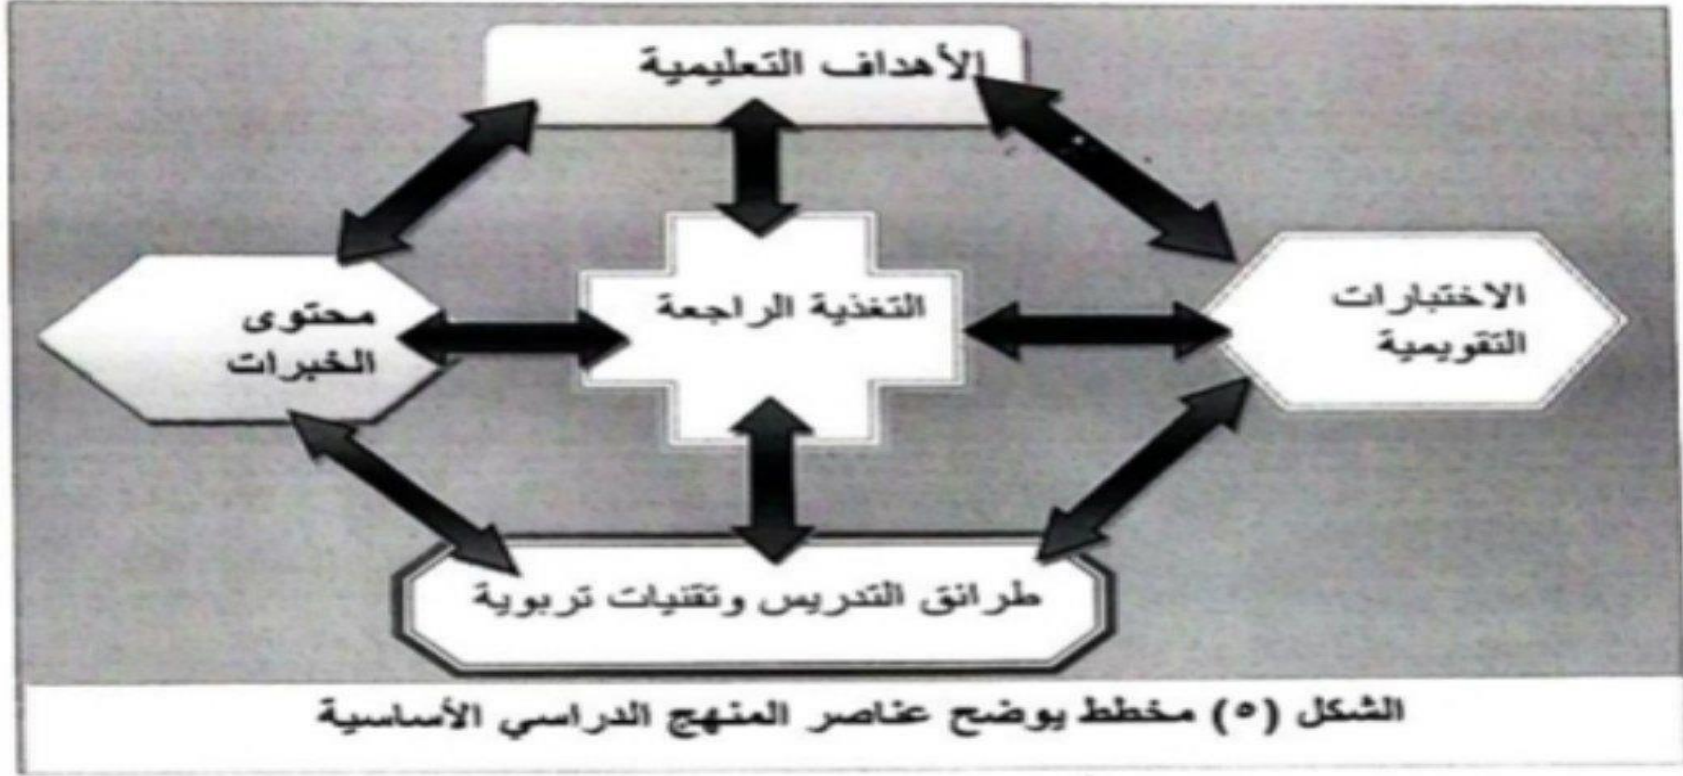 الأهداف التعليمية
الاختبارات
التقويمية
التغذية الراجعة
محتوى
الخبرات
طرائق التدريس وتقنيات تربوية
الشكل (٥) مخطط يوضح عناصر المنهج الدراسي الأساسية